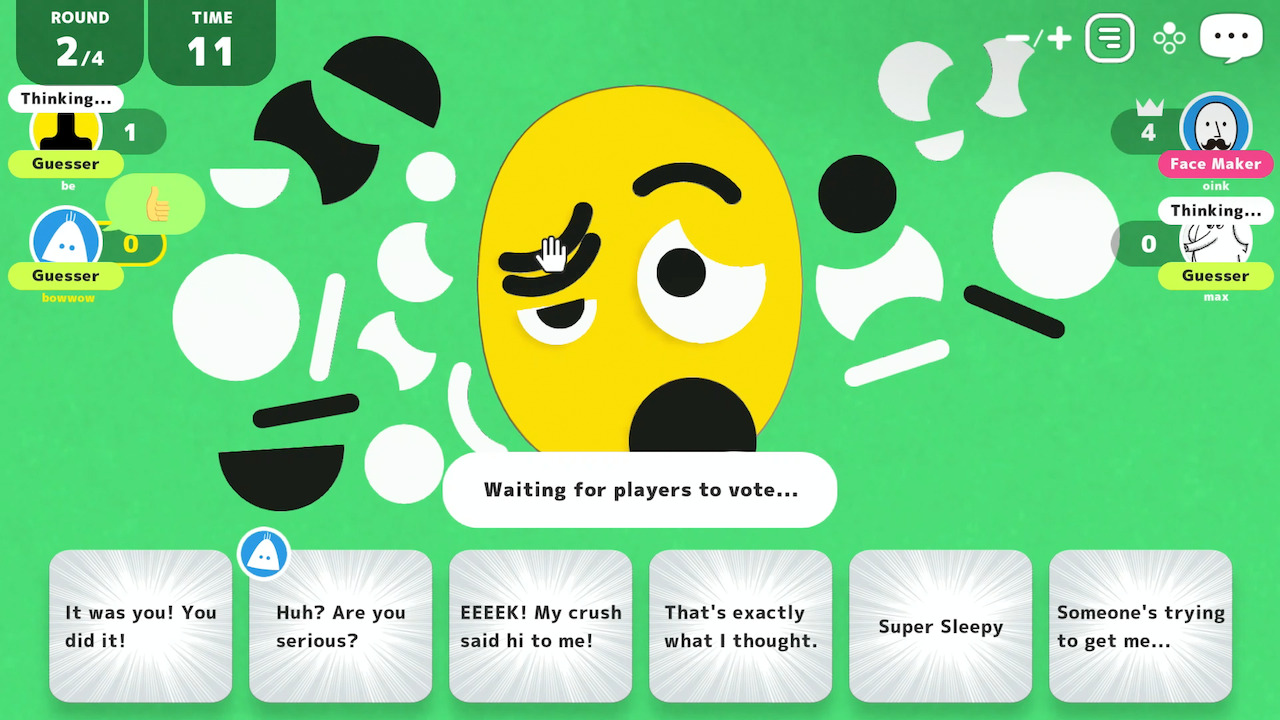 ROUND
2/4
TIME
11
Thinking...
1
Guesser
be
0
Guesser
bowwow
-/+
4
Face Maker
oink
Thinking...
0
Guesser
max
Waiting for players to vote...
It was you! You
did it!
Huh? Are you
serious?
EEEEK! My crush
said hi to me!
That's exactly
what I thought.
Super Sleepy
Someone's trying
to get me...